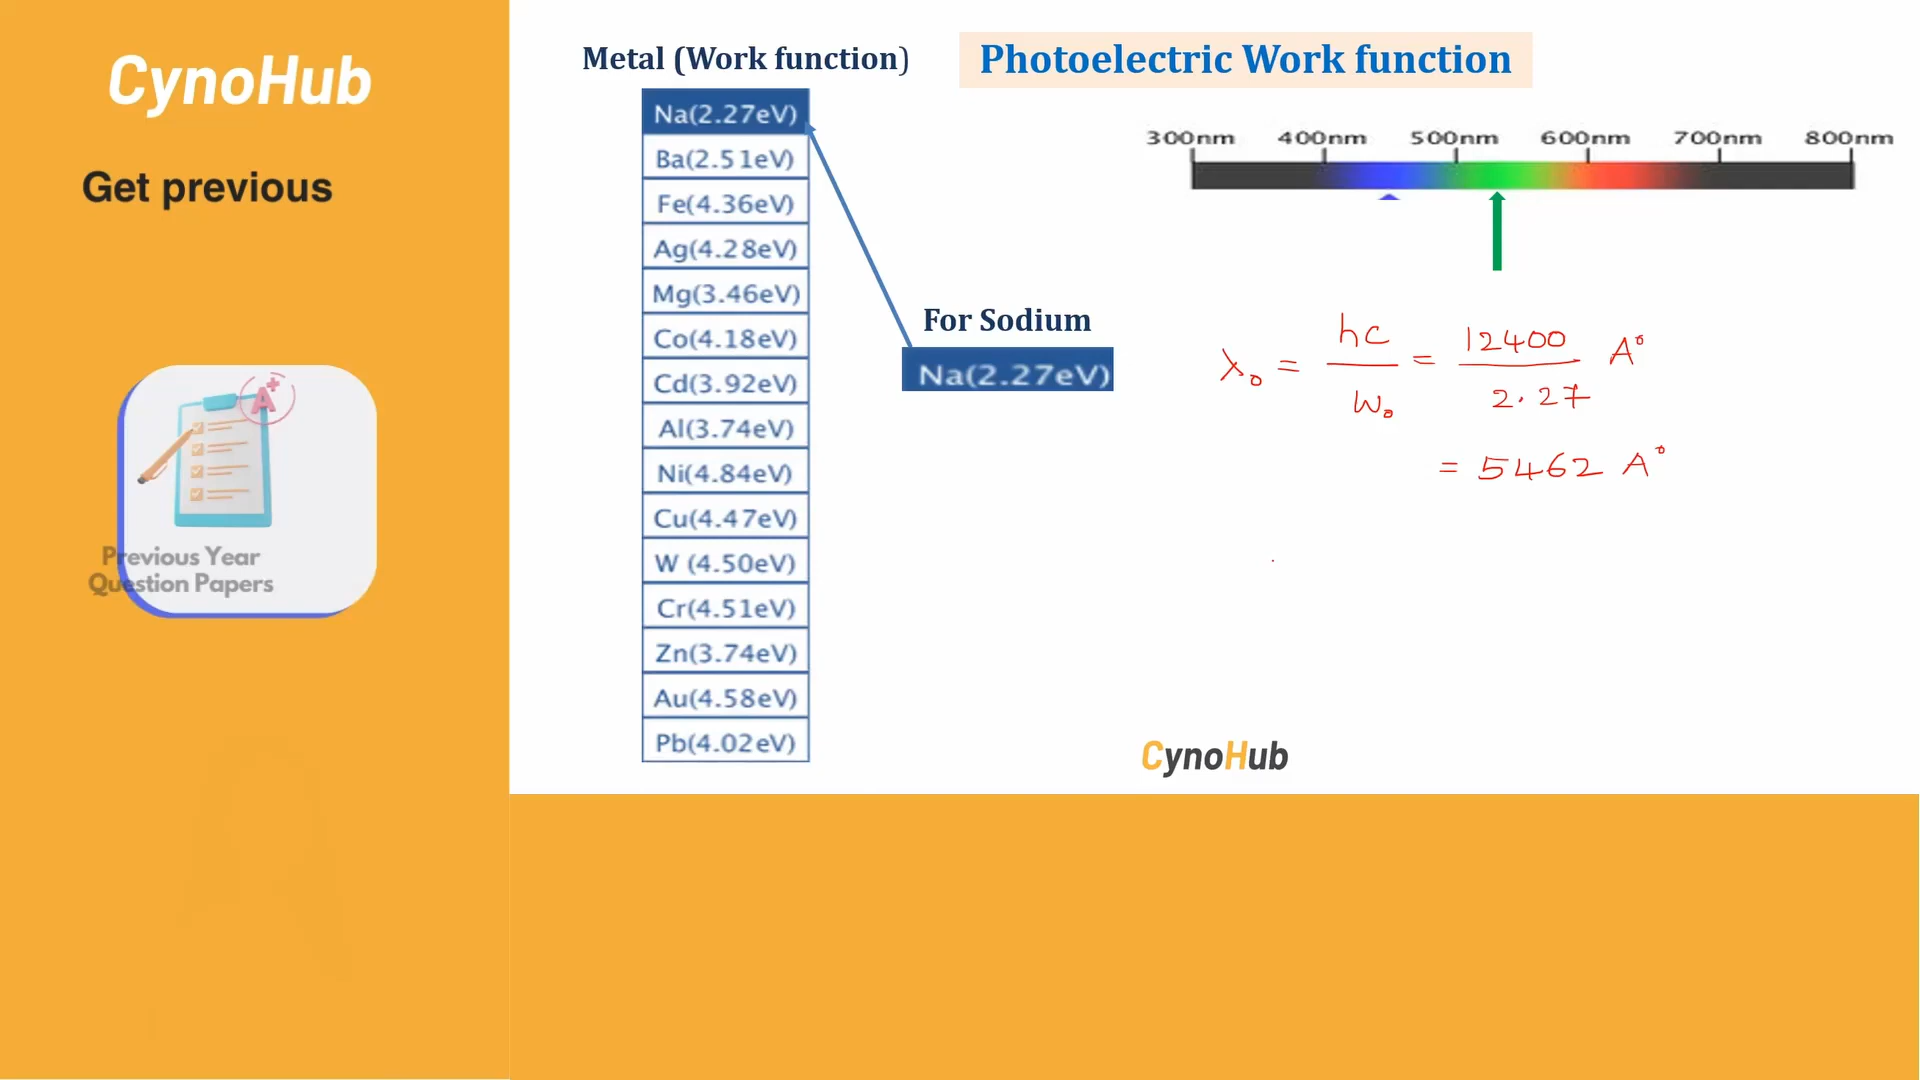 CynoHub
Get previous
A+
Previous Year
Question Papers
Metal (Work function)
Na(2.27eV)
Ba(2.51eV)
Fe(4.36eV)
Ag(4.28eV)
Mg(3.46eV)
Co(4.18eV)
Cd(3.92eV)
Al(3.74eV)
Ni(4.84eV)
Cu(4.47eV)
W (4.50eV)
Cr(4.51eV)
Zn(3.74eV)
Au(4.58eV)
Pb(4.02eV)
For Sodium
Na(2.27eV)
Photoelectric Work function
300nm 400nm 500nm 600nm 700nm 800nm
λ₀ = hc / W₀ = 12400 / 2.27 A°
= 5462 A°
CynoHub